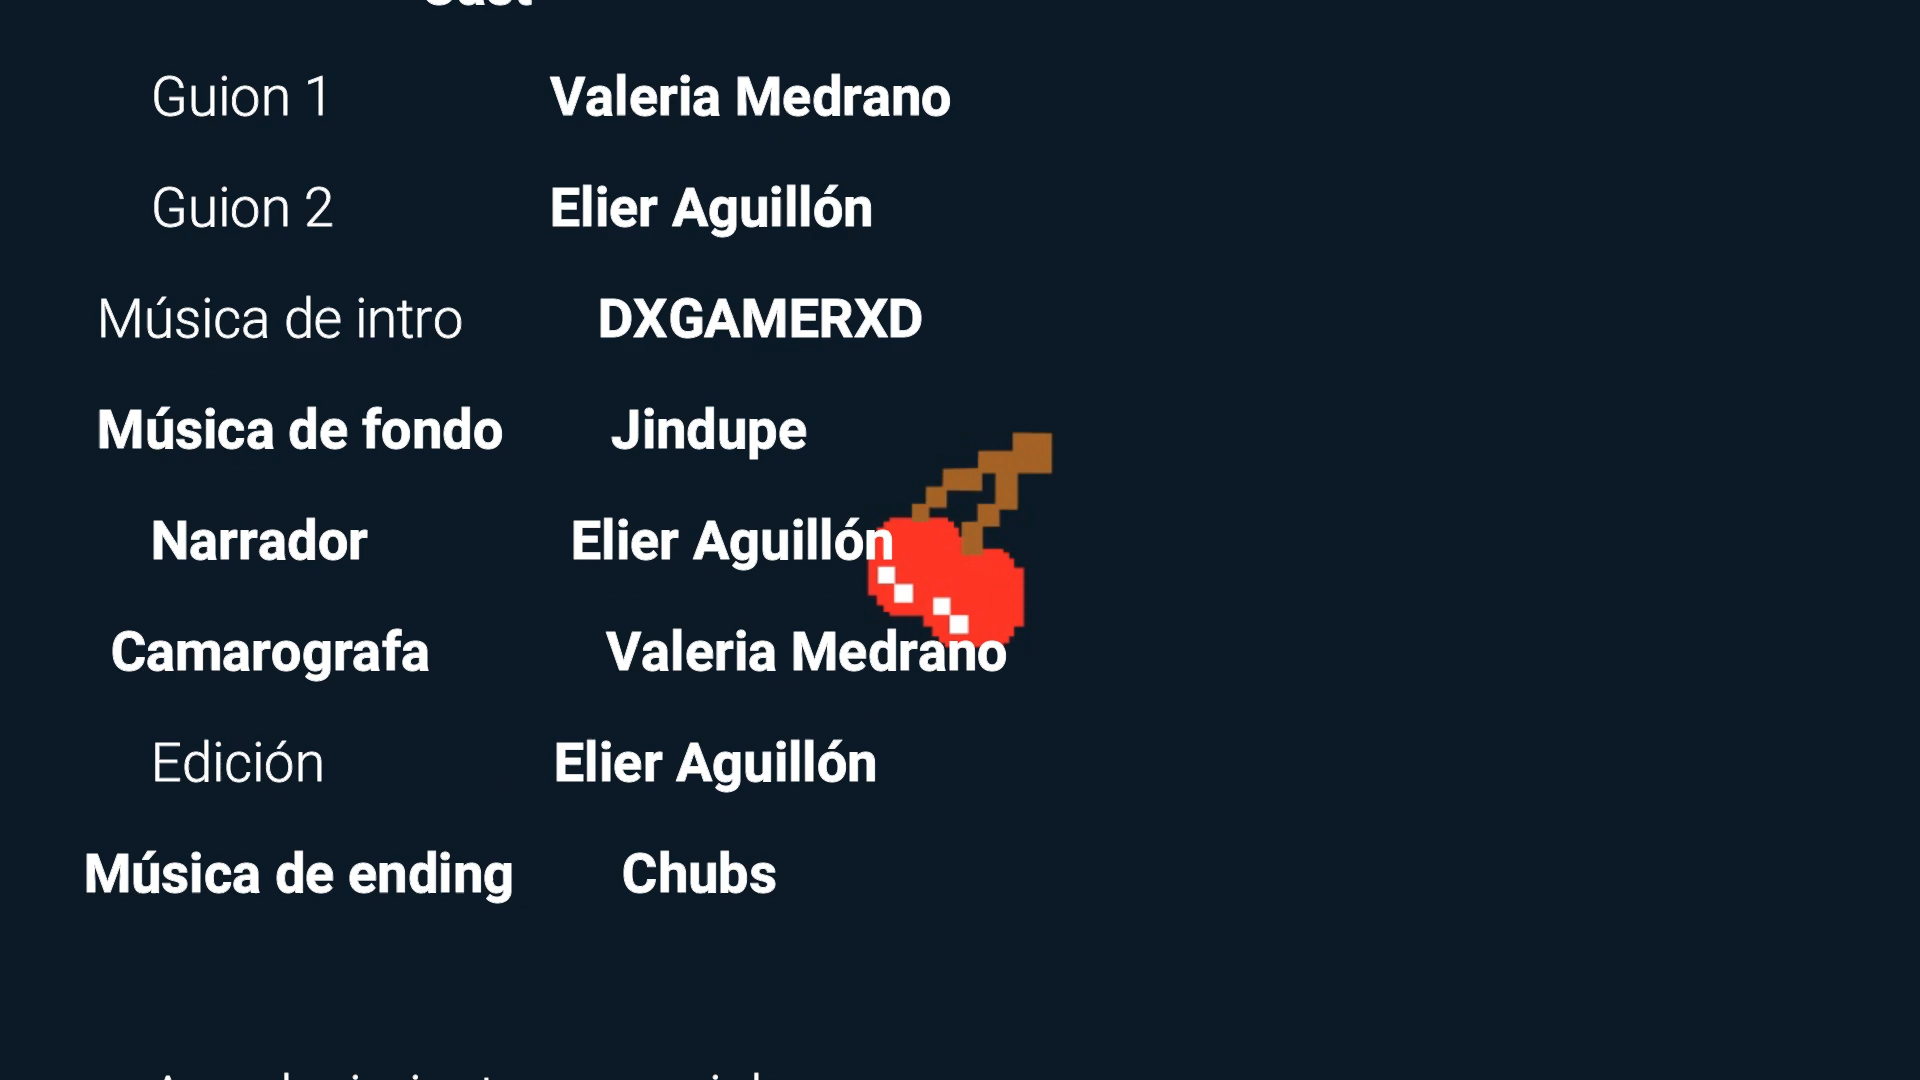 Cast
Guion 1 Valeria Medrano
Guion 2 Elier Aguillón
Música de intro DXGAMERXD
Música de fondo Jindupe
Narrador Elier Aguillón
Camarografa Valeria Medrano
Edición Elier Aguillón
Música de ending Chubs